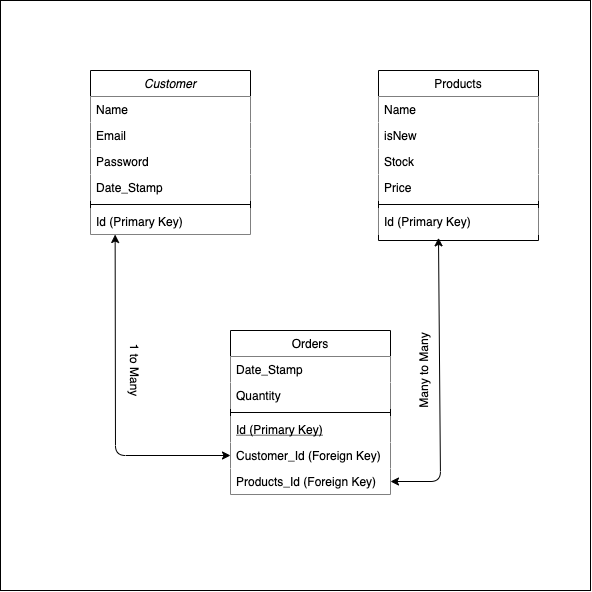 Customer
Name
Email
Password
Date_Stamp
Id (Primary Key)
Products
Name
isNew
Stock
Price
Id (Primary Key)
1 to Many
Many to Many
Orders
Date_Stamp
Quantity
Id (Primary Key)
Customer_Id (Foreign Key)
Products_Id (Foreign Key)